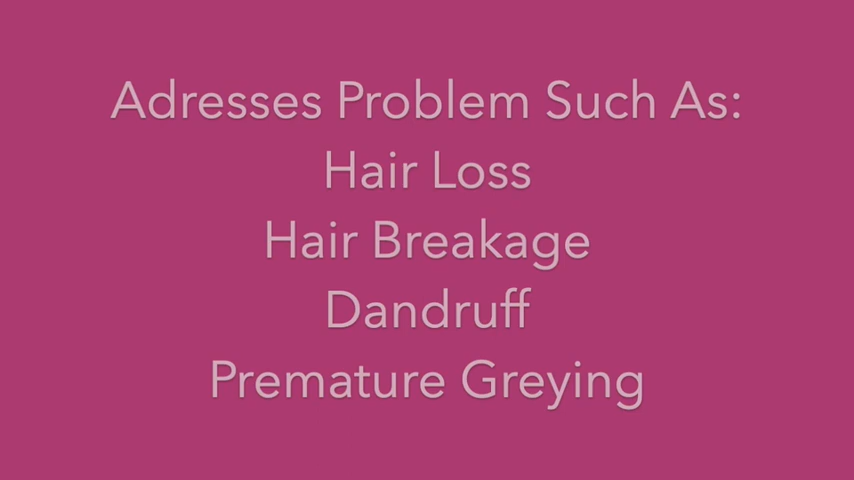 Adresses Problem Such As:
Hair Loss
Hair Breakage
Dandruff
Premature Greying